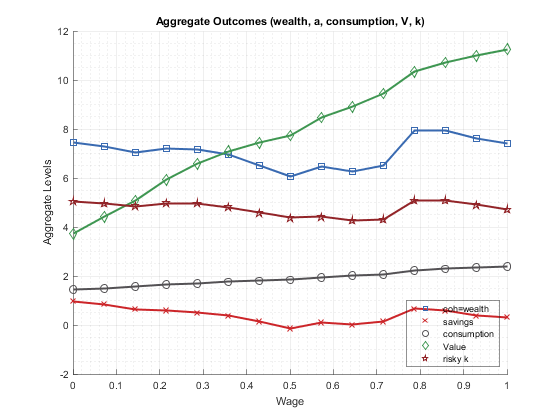 Aggregate Outcomes (wealth, a, consumption, V, k)
12
10
8
6
4
2
0
-2
Aggregate Levels
0
0.1
0.2
0.3
0.4
0.5
0.6
0.7
0.8
0.9
1
Wage
coh=wealth
savings
consumption
Value
risky k